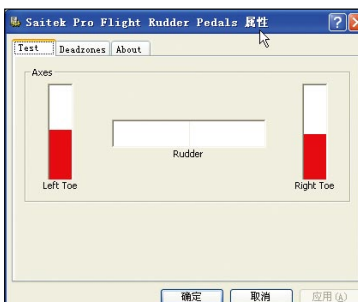 Saitek Pro Flight Rudder Pedals 属性
Test Deadzones About
Axes
Rudder
Left Toe Right Toe
确定 取消 应用(A)